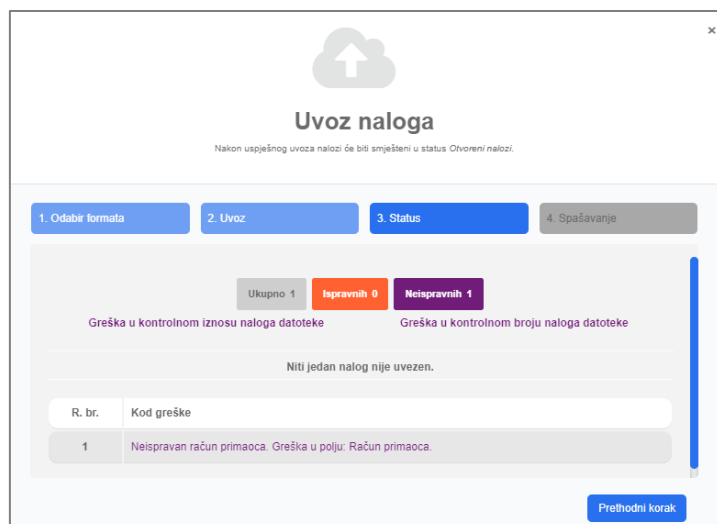 ×
Uvoz naloga
Nakon uspješnog uvoza nalozi će biti smješteni u status Otvoreni nalozi.
1. Odabir formata
2. Uvoz
3. Status
4. Spašavanje
Ukupno 1
Ispravnih 0
Neispravnih 1
Greška u kontrolnom iznosu naloga datoteke
Greška u kontrolnom broju naloga datoteke
Niti jedan nalog nije uvezen.
R. br. Kod greške
1 Neispravan račun primaoca. Greška u polju: Račun primaoca.
Prethodni korak